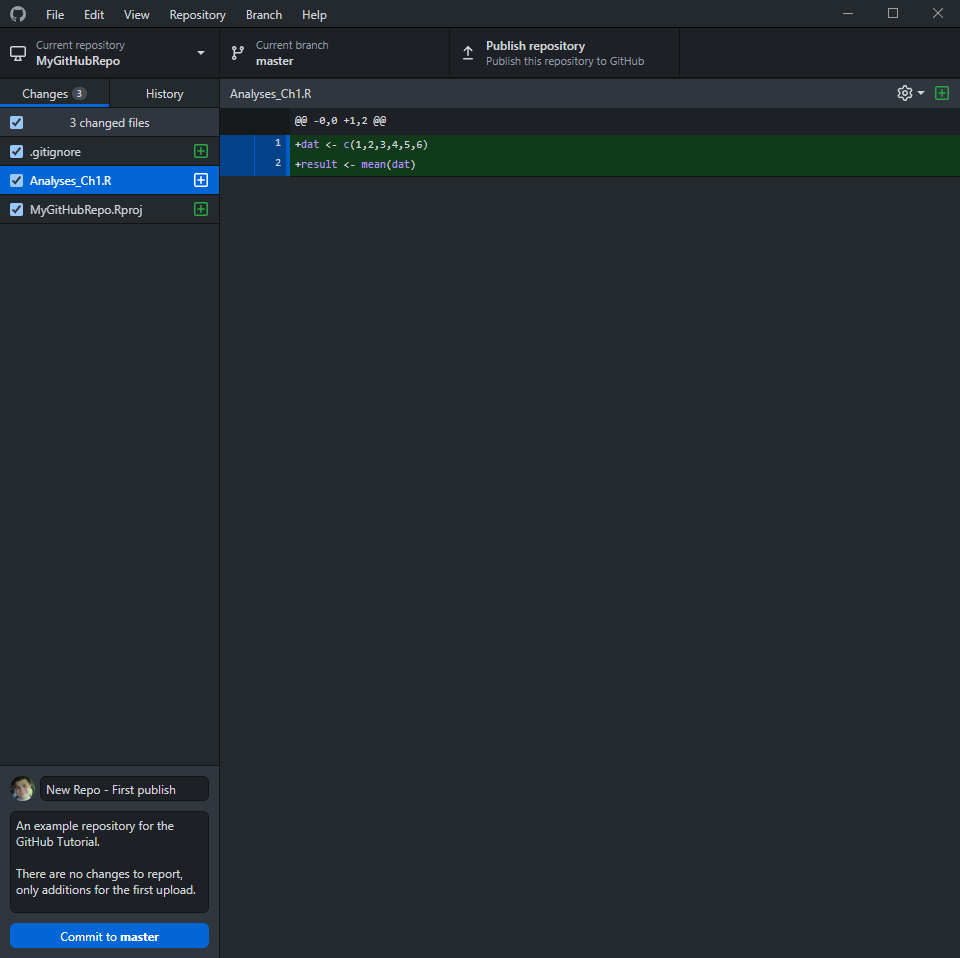 File Edit View Repository Branch Help
Current repository
MyGitHubRepo
Current branch
master
Publish repository
Publish this repository to GitHub
Changes 3 History
Analyses_Ch1.R
3 changed files
@@ -0,0 +1,2 @@
.gitignore
1 +dat <- c(1,2,3,4,5,6)
2 +result <- mean(dat)
Analyses_Ch1.R
MyGitHubRepo.Rproj
New Repo - First publish
An example repository for the
GitHub Tutorial.
There are no changes to report,
only additions for the first upload.
Commit to master